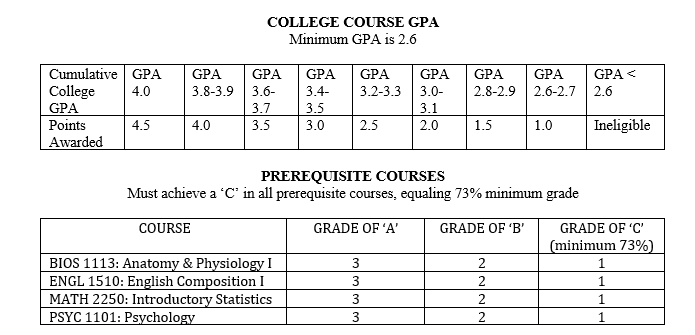 COLLEGE COURSE GPA
Minimum GPA is 2.6
Cumulative College GPA | GPA 4.0 | GPA 3.8-3.9 | GPA 3.6-3.7 | GPA 3.4-3.5 | GPA 3.2-3.3 | GPA 3.0-3.1 | GPA 2.8-2.9 | GPA 2.6-2.7 | GPA < 2.6
Points Awarded | 4.5 | 4.0 | 3.5 | 3.0 | 2.5 | 2.0 | 1.5 | 1.0 | Ineligible
PREREQUISITE COURSES
Must achieve a ‘C’ in all prerequisite courses, equaling 73% minimum grade
COURSE | GRADE OF ‘A’ | GRADE OF ‘B’ | GRADE OF ‘C’ (minimum 73%)
BIOS 1113: Anatomy & Physiology I | 3 | 2 | 1
ENGL 1510: English Composition I | 3 | 2 | 1
MATH 2250: Introductory Statistics | 3 | 2 | 1
PSYC 1101: Psychology | 3 | 2 | 1